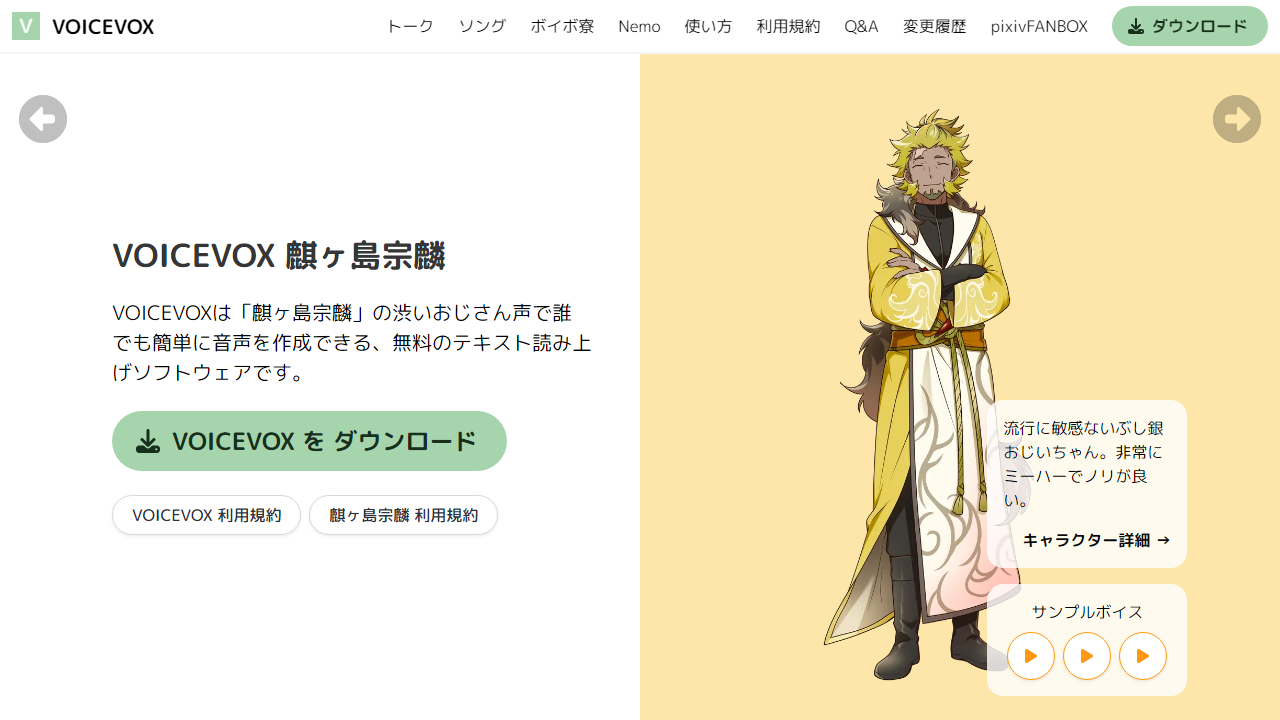 V VOICEVOX
トーク ソング ボイボ寮 Nemo 使い方 利用規約 Q&A 変更履歴 pixivFANBOX ダウンロード
VOICEVOX 麒ヶ島宗麟
VOICEVOXは「麒ヶ島宗麟」の渋いおじさん声で誰
でも簡単に音声を作成できる、無料のテキスト読み上
げソフトウェアです。
VOICEVOX を ダウンロード
VOICEVOX 利用規約
麒ヶ島宗麟 利用規約
流行に敏感ないぶし銀
おじいちゃん。非常に
ミーハーでノリが良
い。
キャラクター詳細 →
サンプルボイス